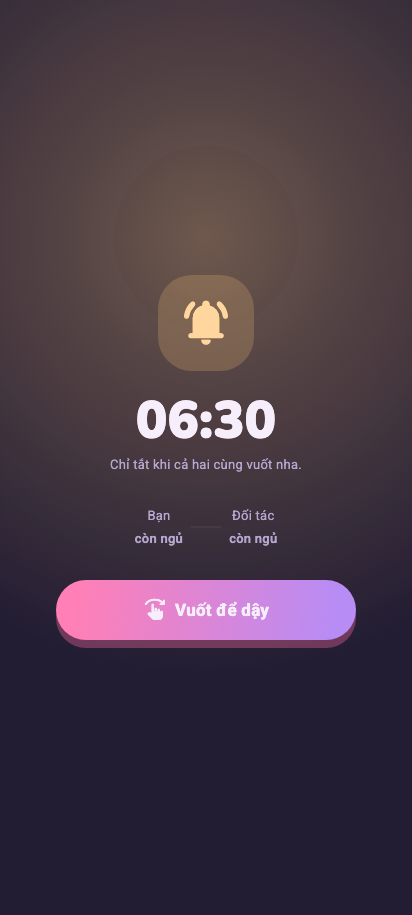 06:30
Chỉ tắt khi cả hai cùng vuốt nha.
Bạn
còn ngủ
Đối tác
còn ngủ
Vuốt để dậy